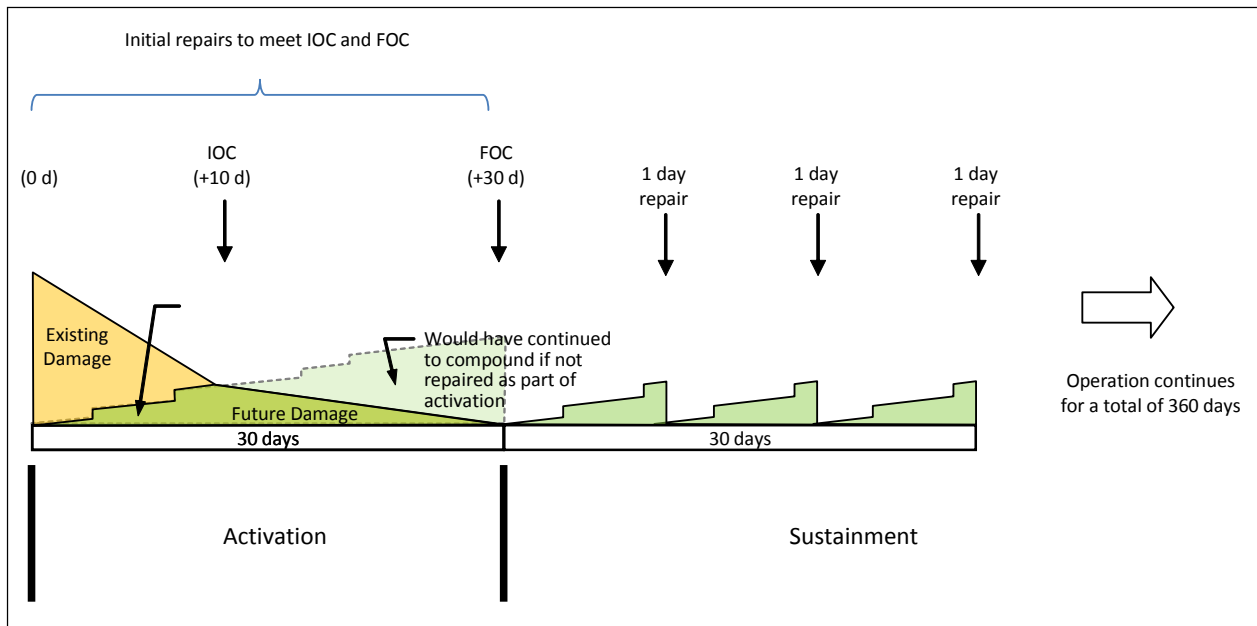 Initial repairs to meet IOC and FOC
(0 d)
IOC
(+10 d)
FOC
(+30 d)
1 day
repair
1 day
repair
1 day
repair
Existing
Damage
Would have continued
to compound if not
repaired as part of
activation
Future Damage
Operation continues
for a total of 360 days
30 days
30 days
Activation
Sustainment